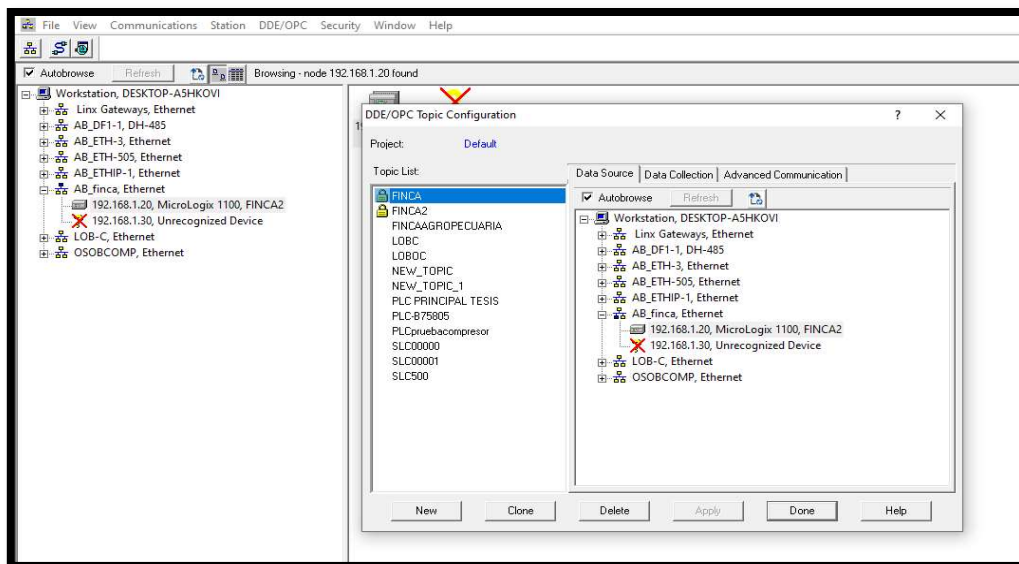 File View Communications Station DDE/OPC Security Window Help
Autobrowse Refresh Browsing - node 192.168.1.20 found
Workstation, DESKTOP-A5HKOVI
Linx Gateways, Ethernet
AB_DF1-1, DH-485
AB_ETH-3, Ethernet
AB_ETH-505, Ethernet
AB_ETHIP-1, Ethernet
AB_finca, Ethernet
192.168.1.20, MicroLogix 1100, FINCA2
192.168.1.30, Unrecognized Device
LOB-C, Ethernet
OSOBCOMP, Ethernet
DDE/OPC Topic Configuration
Project: Default
Topic List:
FINCA
FINCA2
FINCAAGROPECUARIA
LOBC
LOBOC
NEW_TOPIC
NEW_TOPIC_1
PLC PRINCIPAL TESIS
PLC-B75805
PLCpruebacompresor
SLC00000
SLC00001
SLC500
Data Source Data Collection Advanced Communication
Autobrowse Refresh
Workstation, DESKTOP-A5HKOVI
Linx Gateways, Ethernet
AB_DF1-1, DH-485
AB_ETH-3, Ethernet
AB_ETH-505, Ethernet
AB_ETHIP-1, Ethernet
AB_finca, Ethernet
192.168.1.20, MicroLogix 1100, FINCA2
192.168.1.30, Unrecognized Device
LOB-C, Ethernet
OSOBCOMP, Ethernet
New Clone Delete Apply Done Help